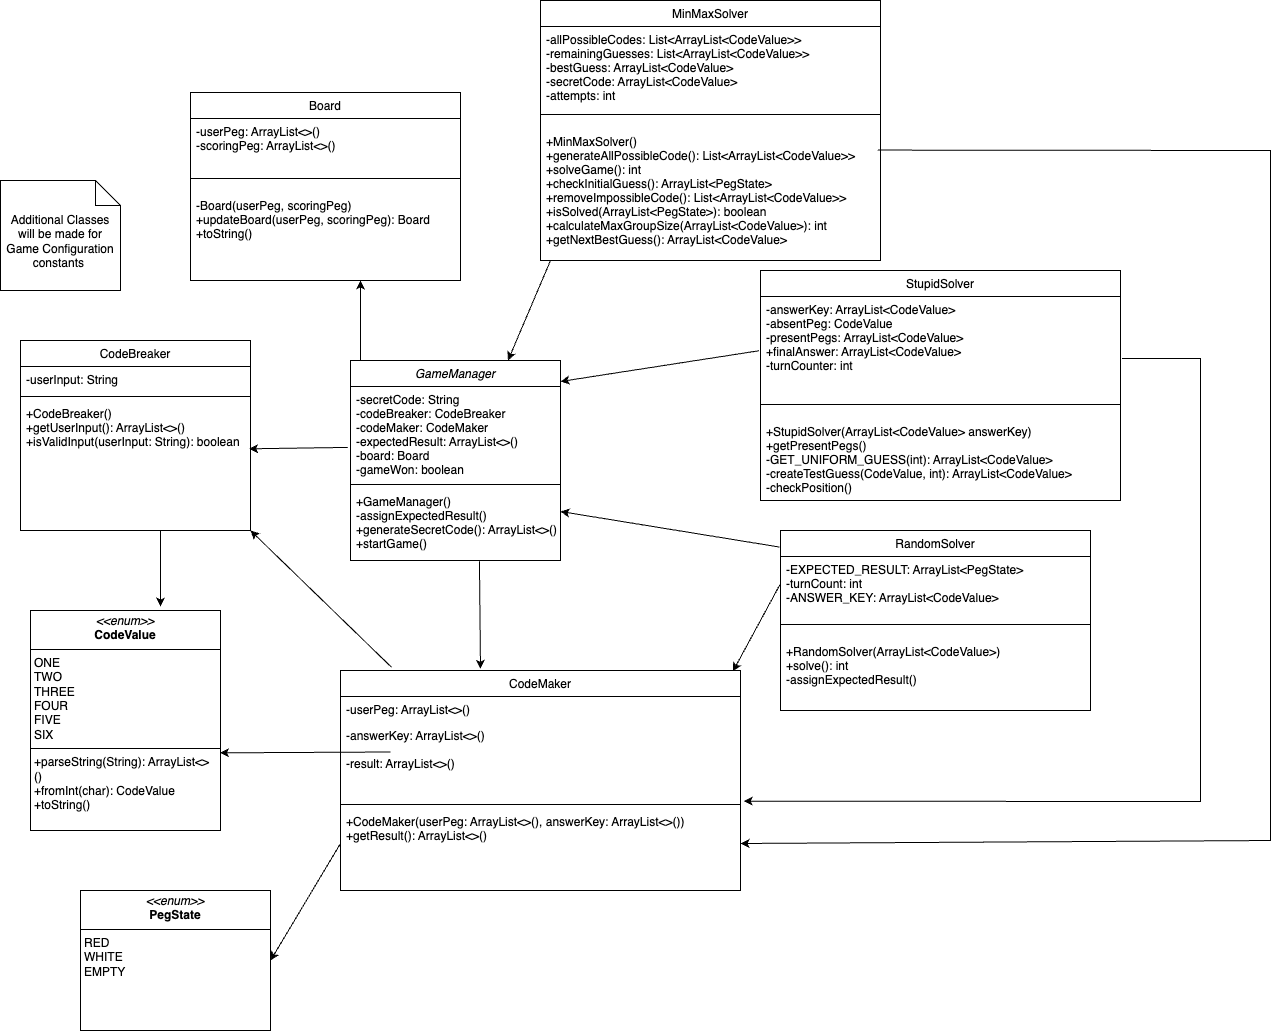 MinMaxSolver
-allPossibleCodes: List<ArrayList<CodeValue>>
-remainingGuesses: List<ArrayList<CodeValue>>
-bestGuess: ArrayList<CodeValue>
-secretCode: ArrayList<CodeValue>
-attempts: int
+MinMaxSolver()
+generateAllPossibleCode(): List<ArrayList<CodeValue>>
+solveGame(): int
+checkInitialGuess(): ArrayList<PegState>
+removeImpossibleCode(): List<ArrayList<CodeValue>>
+isSolved(ArrayList<PegState>): boolean
+calculateMaxGroupSize(ArrayList<CodeValue>): int
+getNextBestGuess(): ArrayList<CodeValue>
Board
-userPeg: ArrayList<>()
-scoringPeg: ArrayList<>()
-Board(userPeg, scoringPeg)
+updateBoard(userPeg, scoringPeg): Board
+toString()
Additional Classes
will be made for
Game Configuration
constants
StupidSolver
-answerKey: ArrayList<CodeValue>
-absentPeg: CodeValue
-presentPegs: ArrayList<CodeValue>
+finalAnswer: ArrayList<CodeValue>
-turnCounter: int
+StupidSolver(ArrayList<CodeValue> answerKey)
+getPresentPegs()
-GET_UNIFORM_GUESS(int): ArrayList<CodeValue>
-createTestGuess(CodeValue, int): ArrayList<CodeValue>
-checkPosition()
CodeBreaker
-userInput: String
+CodeBreaker()
+getUserInput(): ArrayList<>()
+isValidInput(userInput: String): boolean
GameManager
-secretCode: String
-codeBreaker: CodeBreaker
-codeMaker: CodeMaker
-expectedResult: ArrayList<>()
-board: Board
-gameWon: boolean
+GameManager()
-assignExpectedResult()
+generateSecretCode(): ArrayList<>()
+startGame()
RandomSolver
-EXPECTED_RESULT: ArrayList<PegState>
-turnCount: int
-ANSWER_KEY: ArrayList<CodeValue>
+RandomSolver(ArrayList<CodeValue>)
+solve(): int
-assignExpectedResult()
<<enum>>
CodeValue
ONE
TWO
THREE
FOUR
FIVE
SIX
+parseString(String): ArrayList<>
()
+fromInt(char): CodeValue
+toString()
CodeMaker
-userPeg: ArrayList<>()
-answerKey: ArrayList<>()
-result: ArrayList<>()
+CodeMaker(userPeg: ArrayList<>(), answerKey: ArrayList<>())
+getResult(): ArrayList<>()
<<enum>>
PegState
RED
WHITE
EMPTY